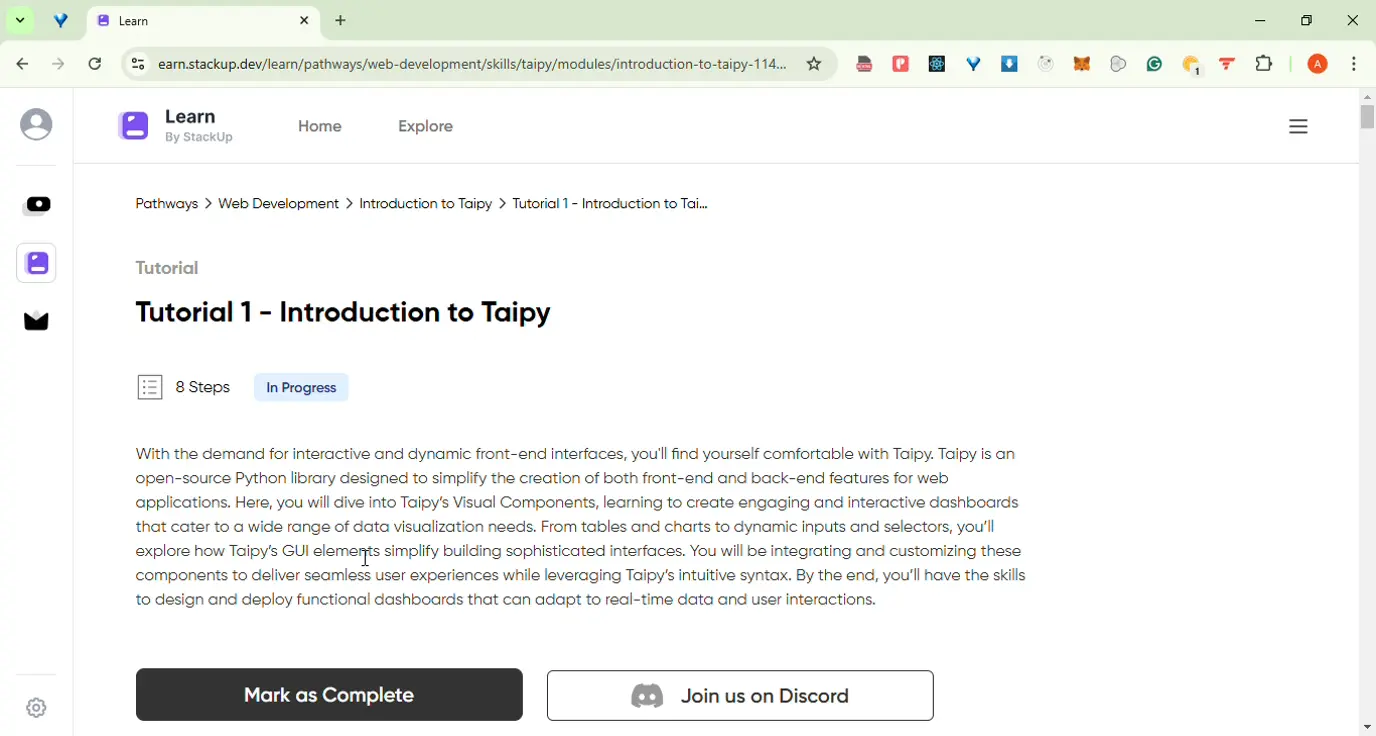 Learn
earn.stackup.dev/learn/pathways/web-development/skills/taipy/modules/introduction-to-taipy-114...
1
A
Learn
By StackUp
Home
Explore
Pathways > Web Development > Introduction to Taipy > Tutorial 1 - Introduction to Tai...
Tutorial
Tutorial 1 - Introduction to Taipy
8 Steps
In Progress
With the demand for interactive and dynamic front-end interfaces, you'll find yourself comfortable with Taipy. Taipy is an
open-source Python library designed to simplify the creation of both front-end and back-end features for web
applications. Here, you will dive into Taipy's Visual Components, learning to create engaging and interactive dashboards
that cater to a wide range of data visualization needs. From tables and charts to dynamic inputs and selectors, you'll
explore how Taipy's GUI elements simplify building sophisticated interfaces. You will be integrating and customizing these
components to deliver seamless user experiences while leveraging Taipy's intuitive syntax. By the end, you'll have the skills
to design and deploy functional dashboards that can adapt to real-time data and user interactions.
Mark as Complete
Join us on Discord